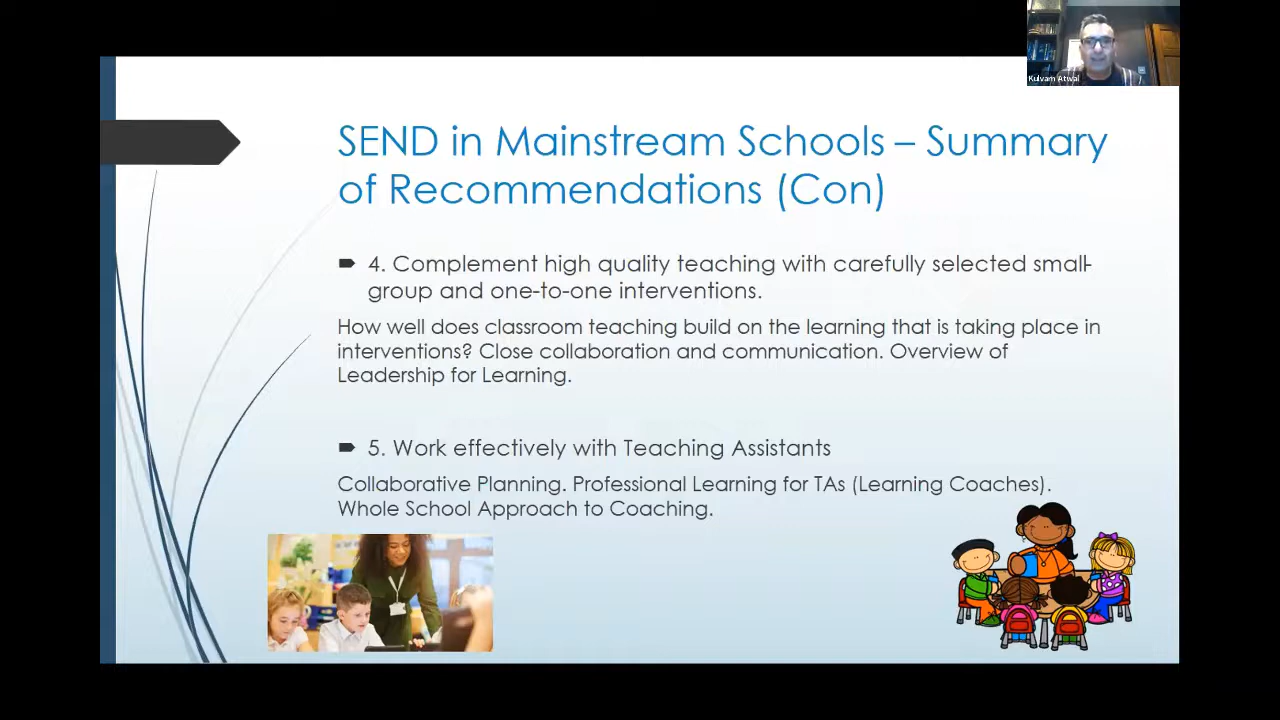 Kulvarn Atwal
SEND in Mainstream Schools – Summary
of Recommendations (Con)
4. Complement high quality teaching with carefully selected small-
group and one-to-one interventions.
How well does classroom teaching build on the learning that is taking place in
interventions? Close collaboration and communication. Overview of
Leadership for Learning.
5. Work effectively with Teaching Assistants
Collaborative Planning. Professional Learning for TAs (Learning Coaches).
Whole School Approach to Coaching.